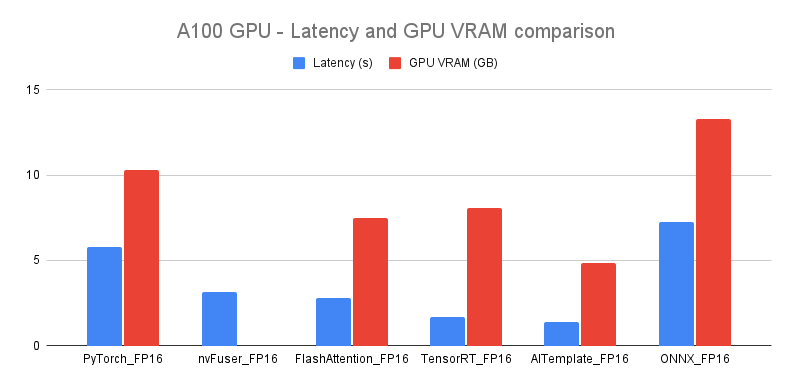 A100 GPU - Latency and GPU VRAM comparison
Latency (s) GPU VRAM (GB)
15
10
5
0
PyTorch_FP16 nvFuser_FP16 FlashAttention_FP16 TensorRT_FP16 AITemplate_FP16 ONNX_FP16